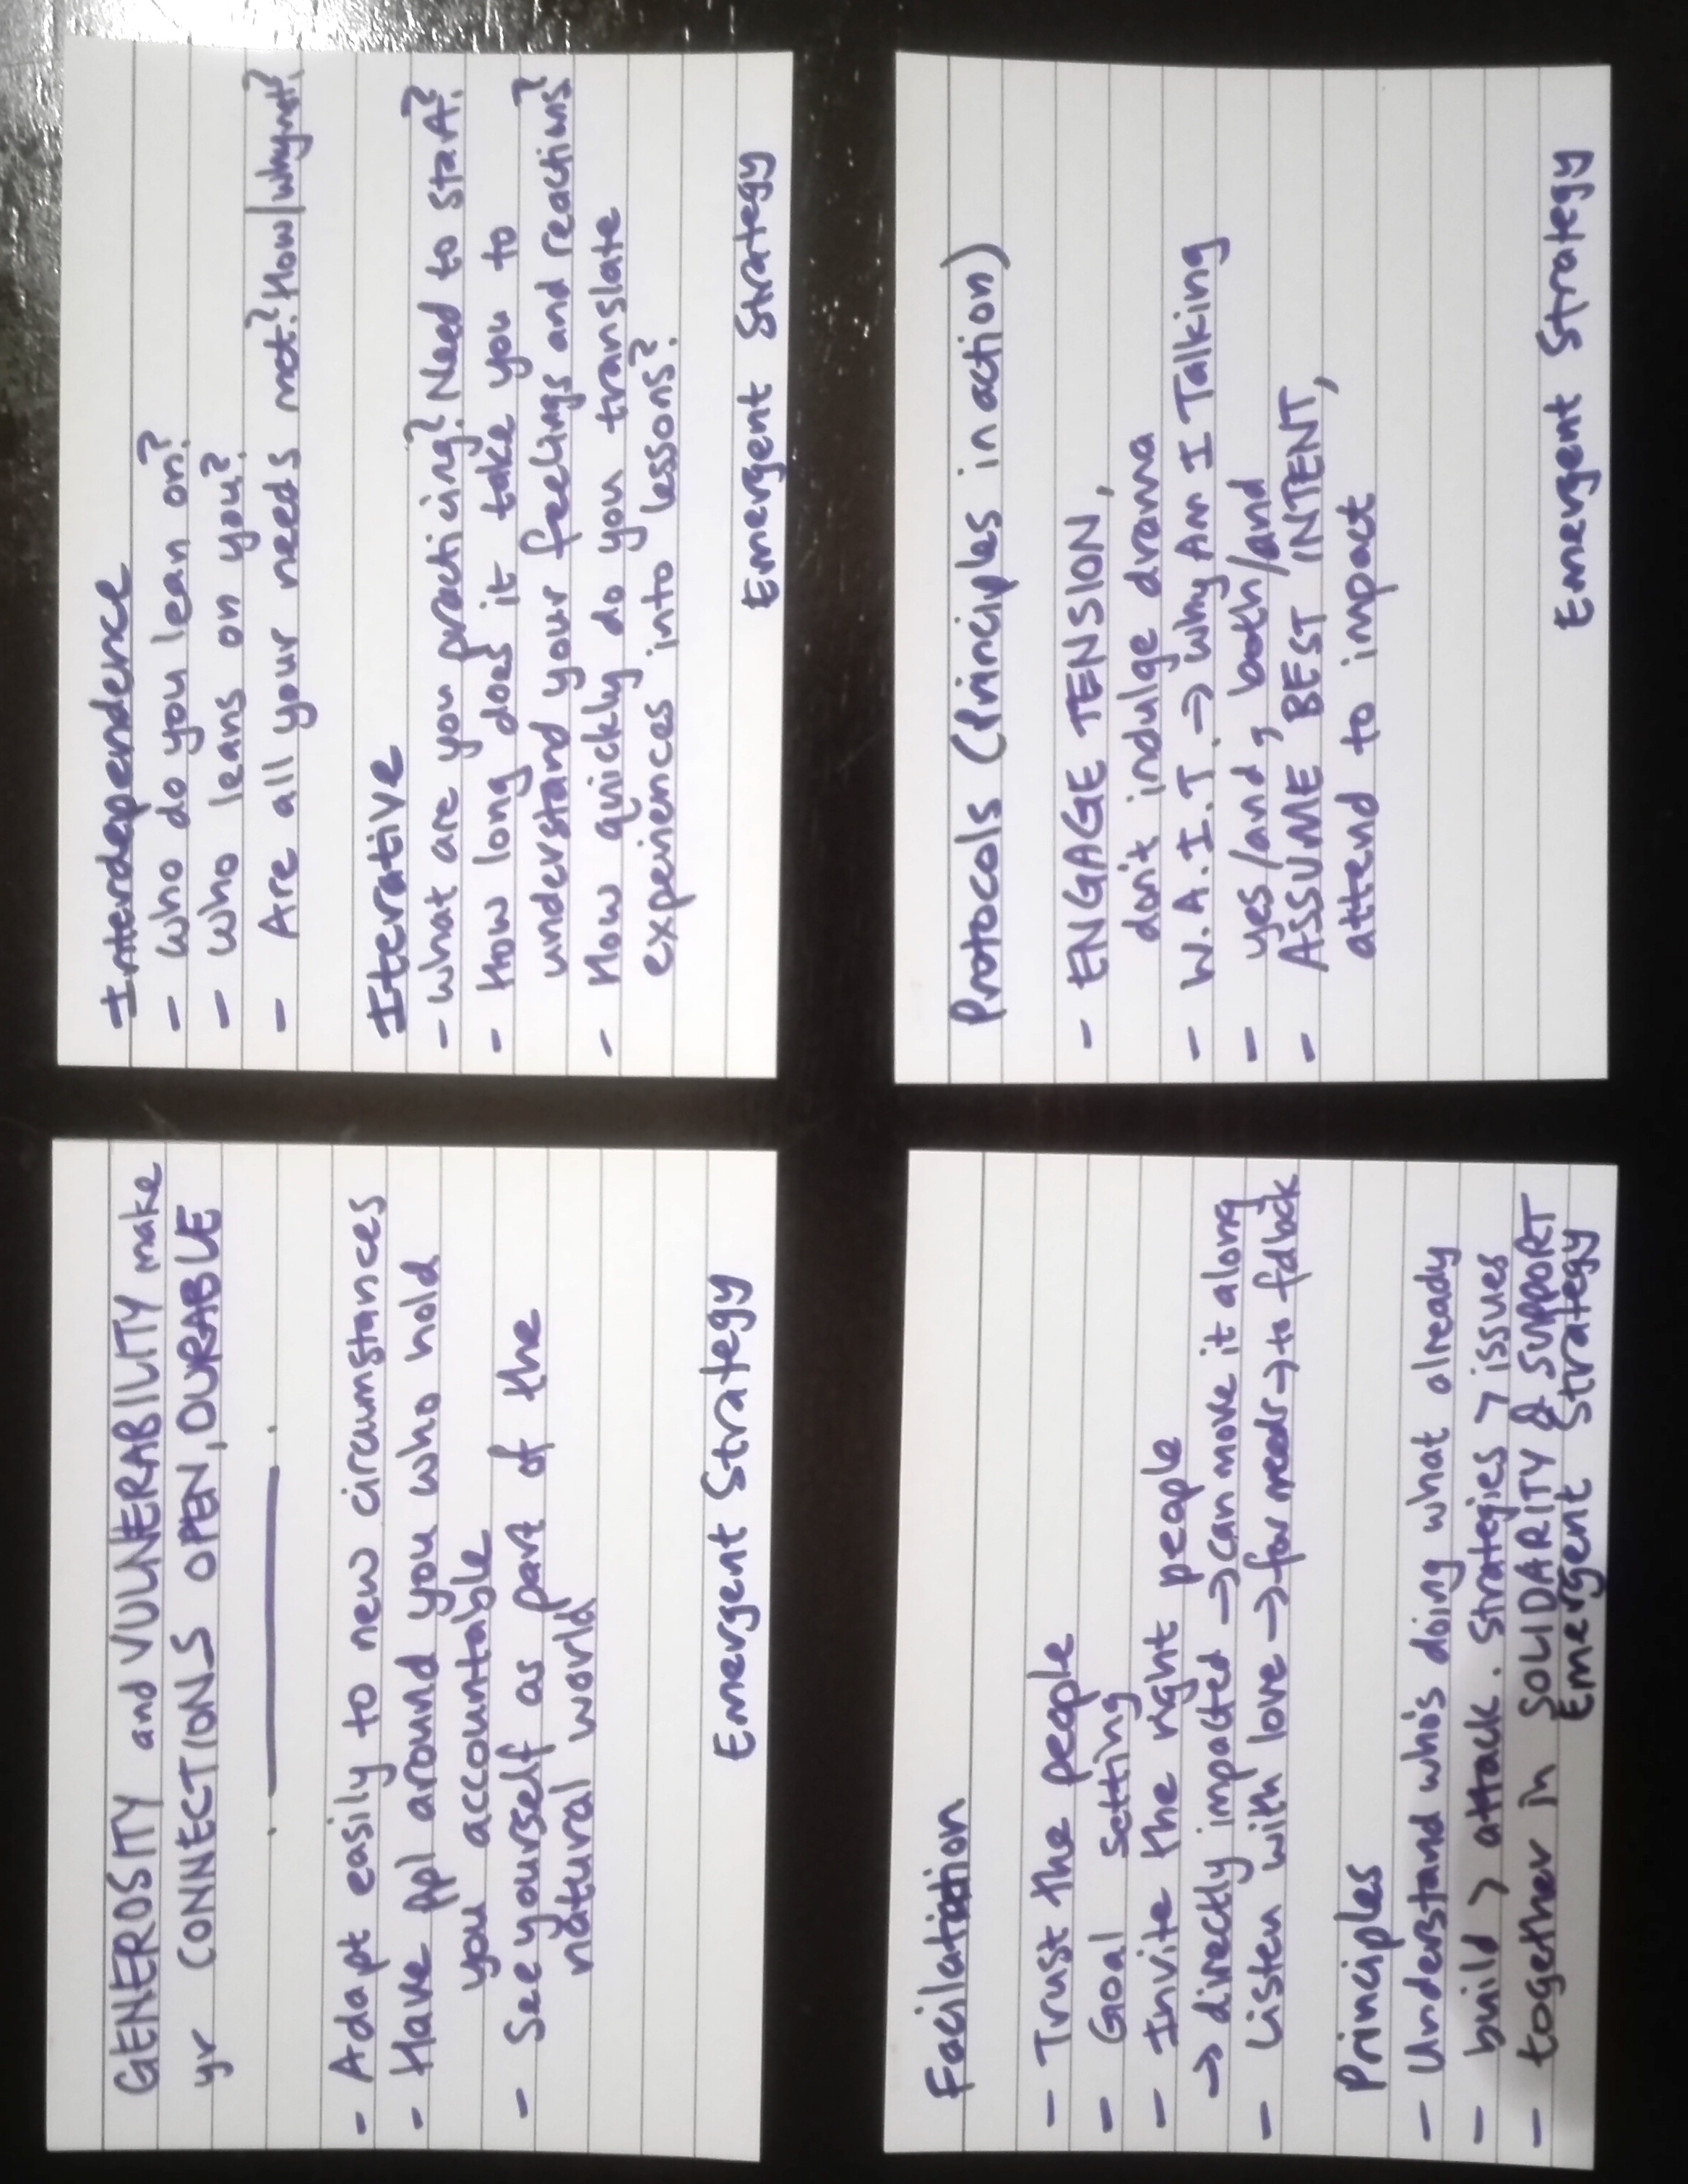 GENEROSITY and VULNERABILITY make
yr CONNECTIONS OPEN, DURABLE
- Adapt easily to new circumstances
- Have ppl around you who hold
you accountable
- See yourself as part of the
natural world
Emergent Strategy
Interdependence
- Who do you lean on?
- Who leans on you?
- Are all your needs met? How/whynot?
Iterative
- What are you practicing? Need to start?
- How long does it take you to
understand your feelings and reactions?
- How quickly do you translate
experiences into lessons?
Emergent Strategy
Facilitation
- Trust the people
- Goal setting
- Invite the right people
→ directly impacted → can move it along
- Listen with love → for needs → to fdbck
Principles
- Understand who's doing what already
- build > attack. Strategies > issues
- together in SOLIDARITY & SUPPORT
Emergent Strategy
Protocols (Principles in action)
- ENGAGE TENSION,
don't indulge drama
- W.A.I.T. → Why Am I Talking
- yes/and, both/and
- ASSUME BEST INTENT,
attend to impact
Emergent Strategy